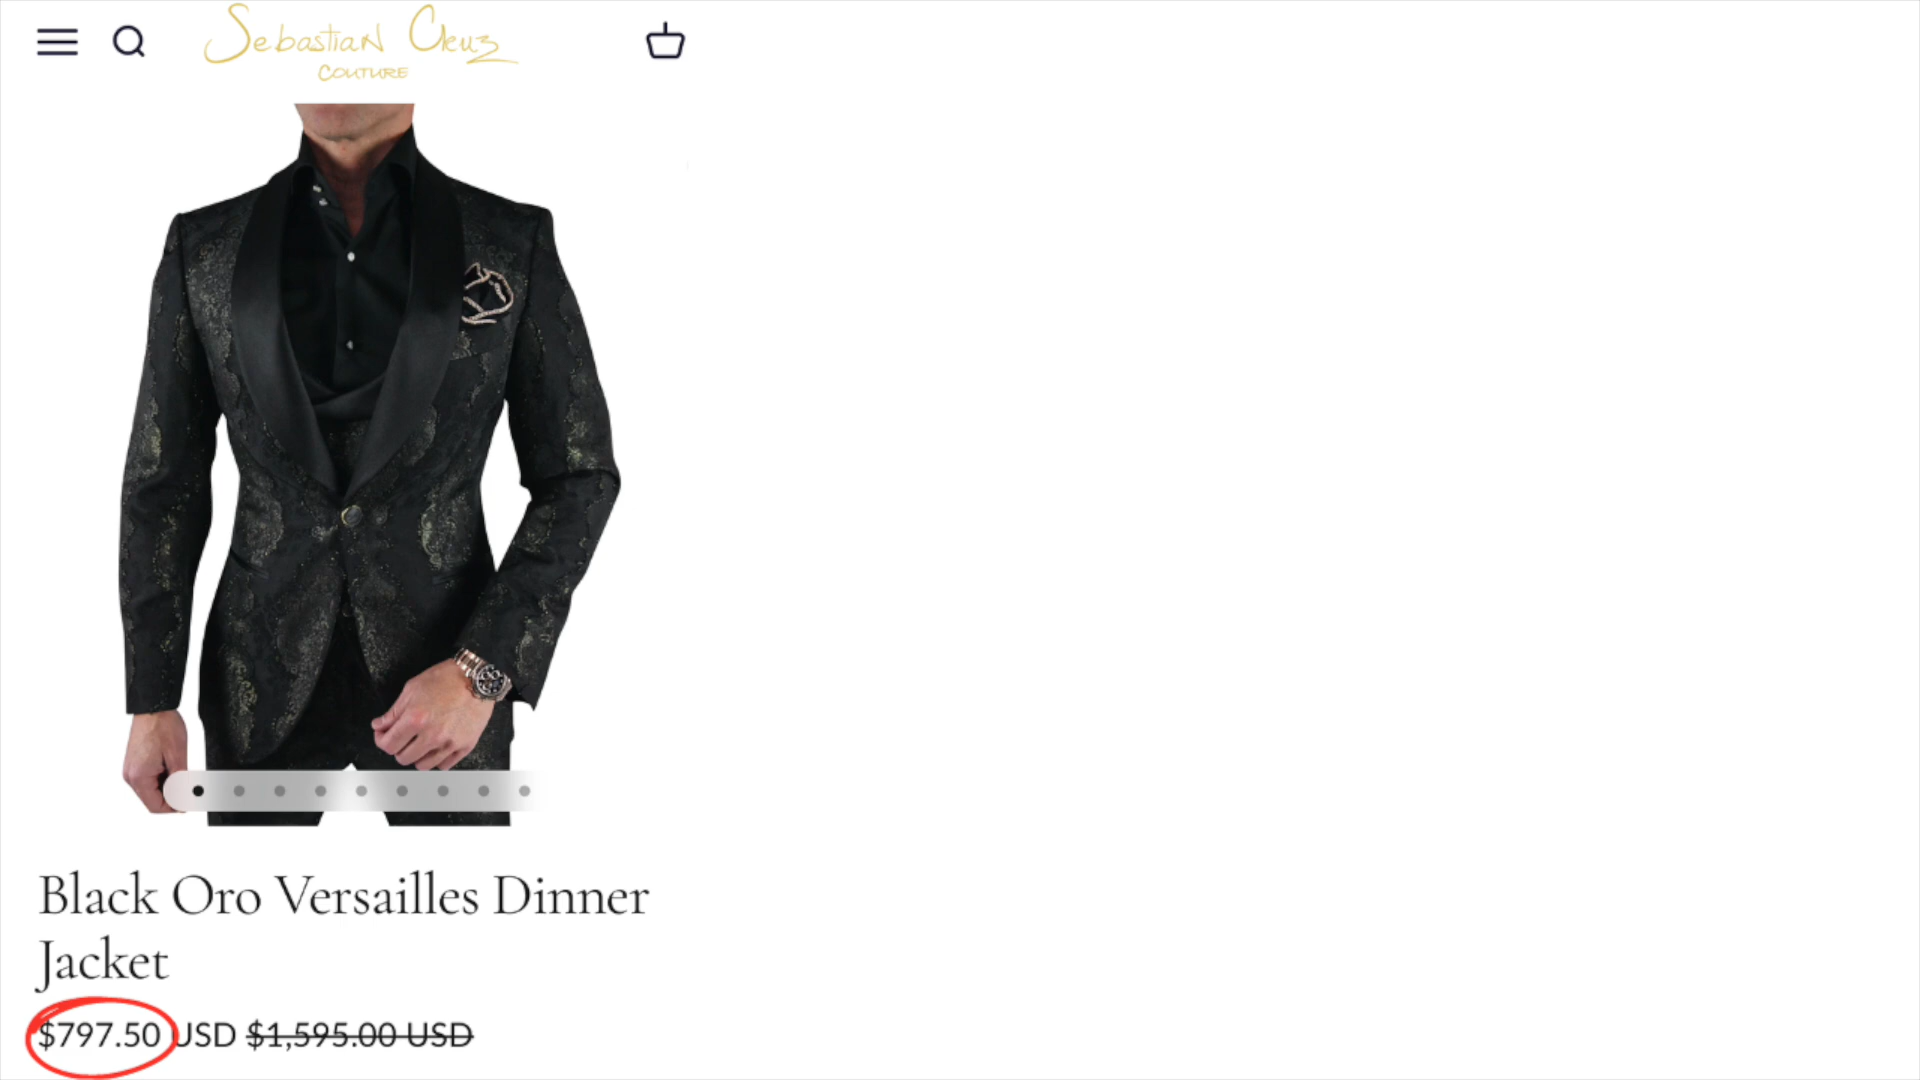 Sebastian Cruz
COUTURE
Black Oro Versailles Dinner
Jacket
$797.50 USD $1,595.00 USD